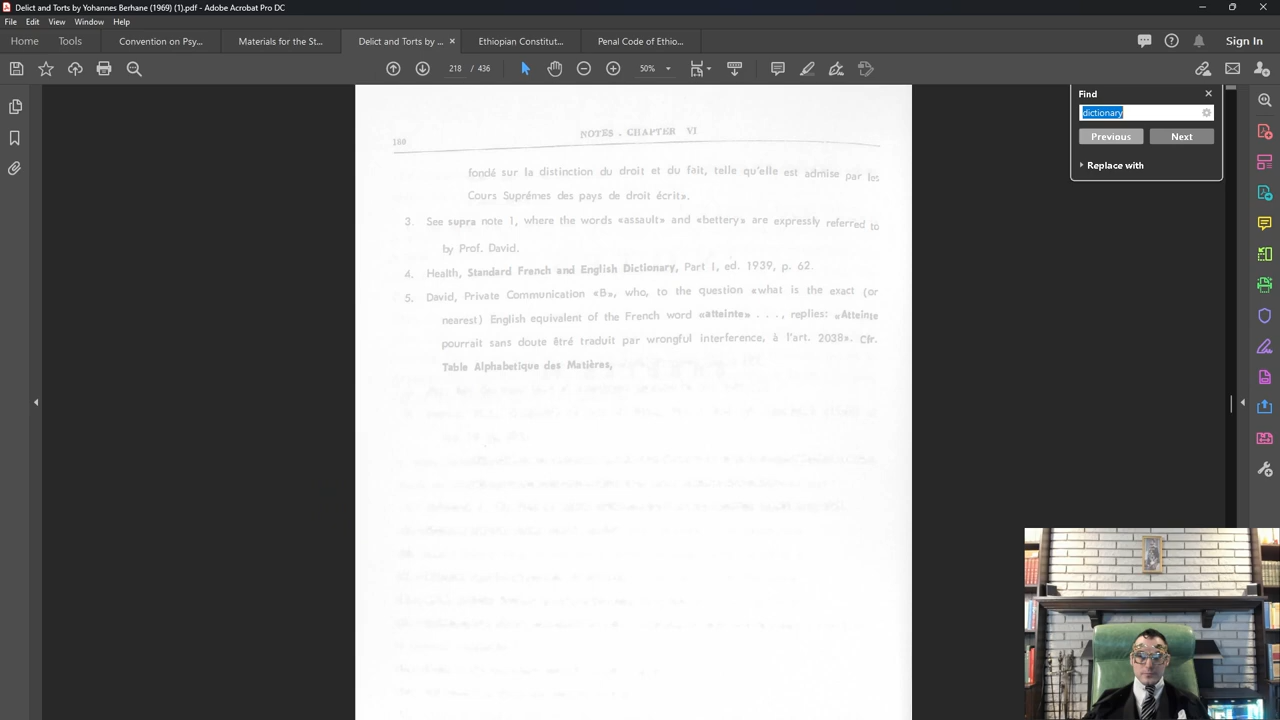 Delict and Torts by Yohannes Berhane (1969) (1).pdf - Adobe Acrobat Pro DC
File Edit View Window Help
Home Tools Convention on Psy... Materials for the St... Delict and Torts by ... × Ethiopian Constitut... Penal Code of Ethio... Sign In
218 / 436 50%
Find
dictionary
Previous Next
Replace with
160 NOTES . CHAPTER VI
fondé sur la distinction du droit et du fait, telle qu'elle est admise par les
Cours Suprêmes des pays de droit écrit».
3. See supra note 1, where the words «assault» and «bettery» are expressly referred to
by Prof. David.
4. Health, Standard French and English Dictionary, Part I, ed. 1939, p. 62.
5. David, Private Communication «B», who, to the question «what is the exact (or
nearest) English equivalent of the French word «atteinte» . . . , replies: «Atteinte
pourrait sans doute êtré traduit par wrongful interference, à l'art. 2038». Cfr.
Table Alphabetique des Matières,